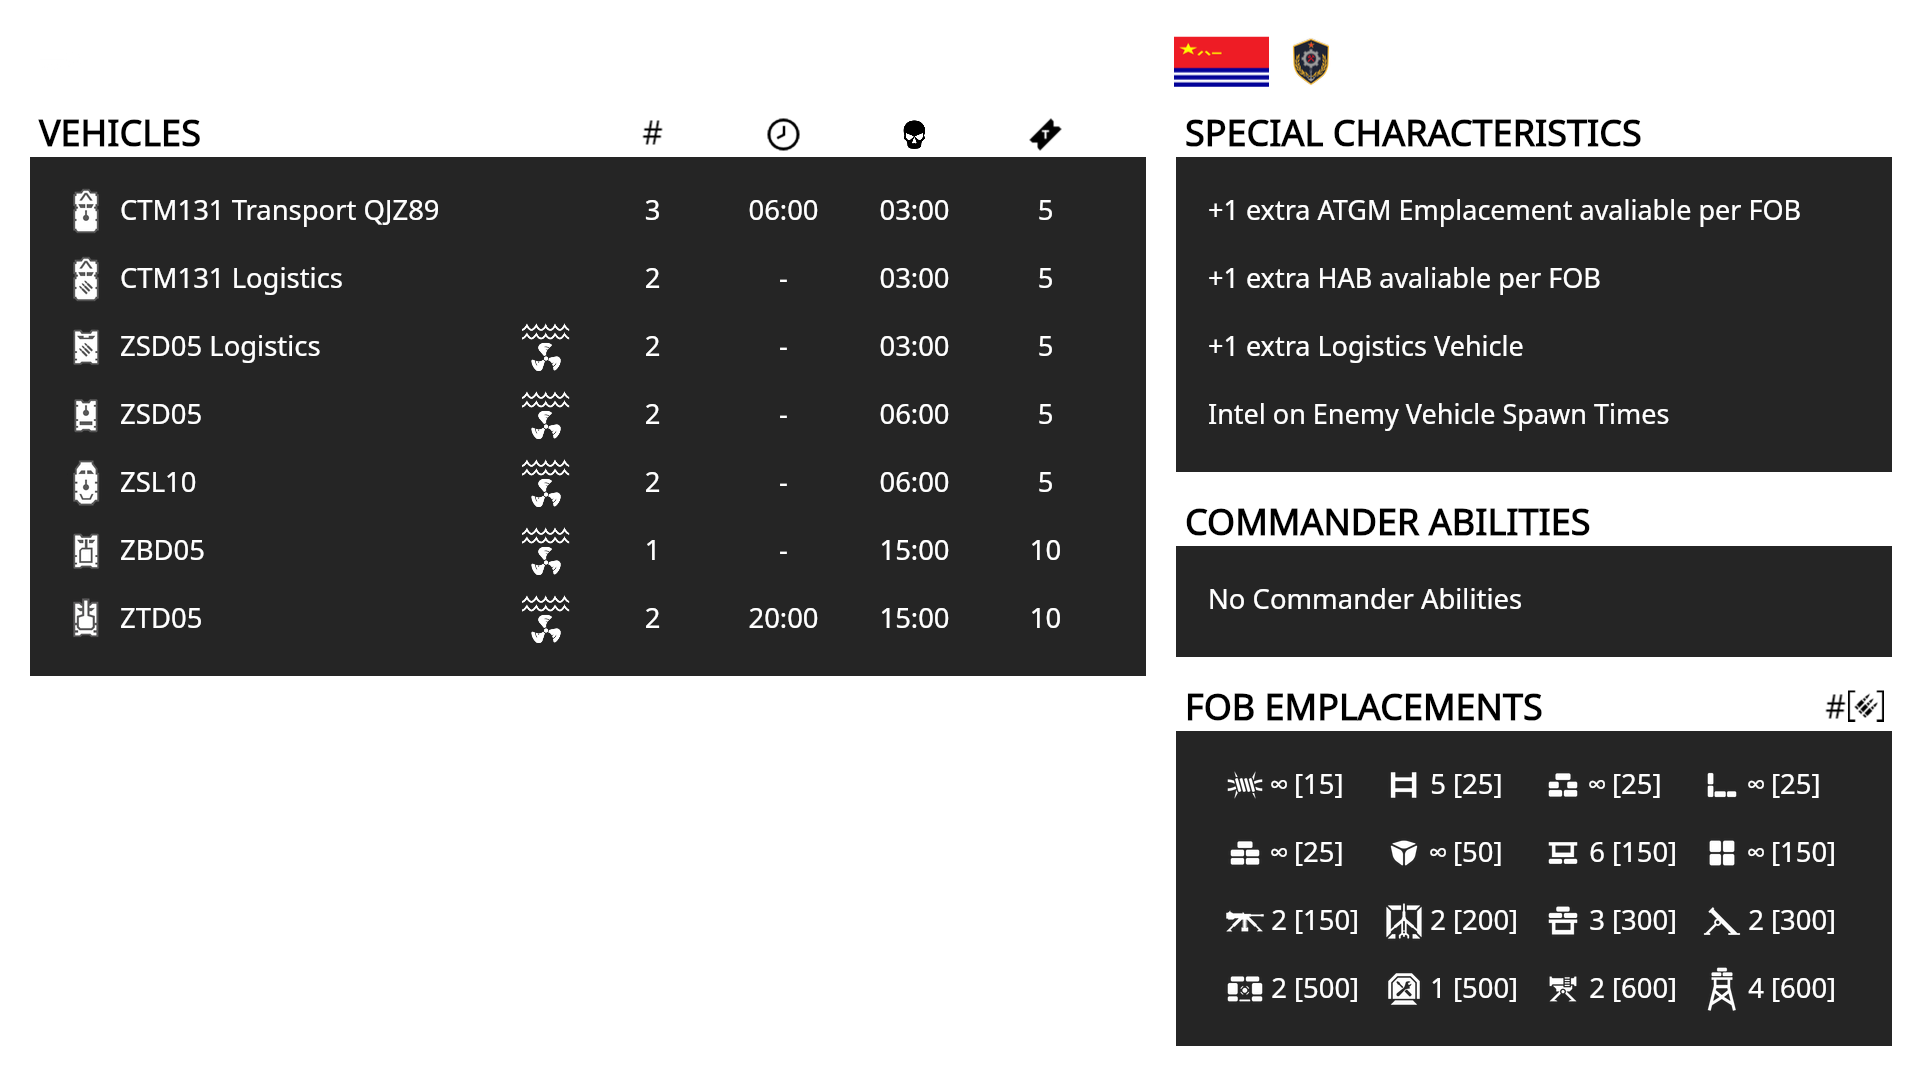 VEHICLES #
CTM131 Transport QJZ89 3 06:00 03:00 5
CTM131 Logistics 2 - 03:00 5
ZSD05 Logistics 2 - 03:00 5
ZSD05 2 - 06:00 5
ZSL10 2 - 06:00 5
ZBD05 1 - 15:00 10
ZTD05 2 20:00 15:00 10
SPECIAL CHARACTERISTICS
+1 extra ATGM Emplacement avaliable per FOB
+1 extra HAB avaliable per FOB
+1 extra Logistics Vehicle
Intel on Enemy Vehicle Spawn Times
COMMANDER ABILITIES
No Commander Abilities
FOB EMPLACEMENTS #[]
∞ [15] 5 [25] ∞ [25] ∞ [25]
∞ [25] ∞ [50] 6 [150] ∞ [150]
2 [150] 2 [200] 3 [300] 2 [300]
2 [500] 1 [500] 2 [600] 4 [600]